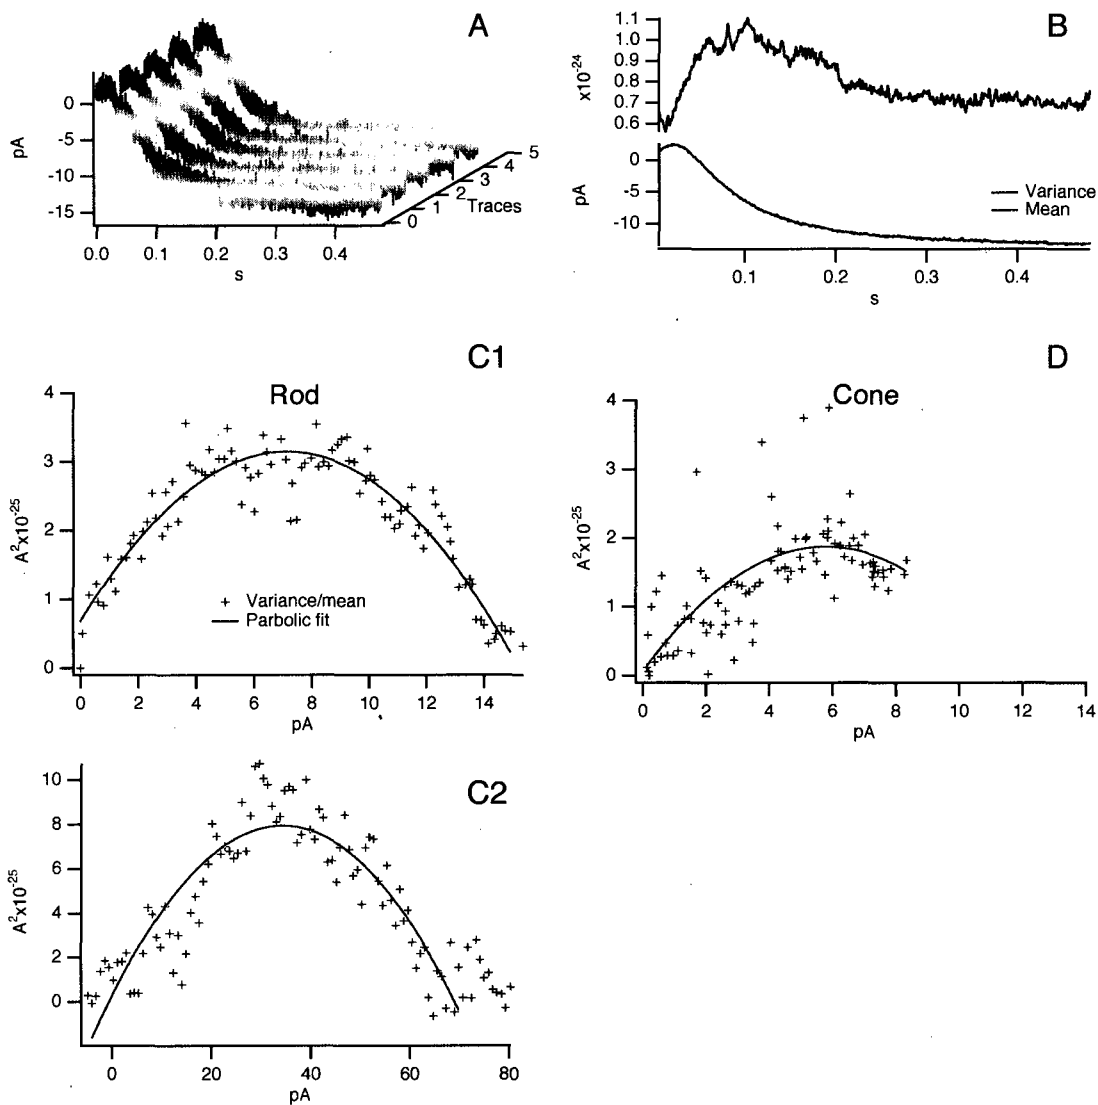 A
0
-5
-10
-15
pA
0.0 0.1 0.2 0.3 0.4
s
0 1 2 3 4 5
Traces
B
1.1
1.0
0.9
0.8
0.7
0.6
x10-24
0
-5
-10
pA
Variance
Mean
0.1 0.2 0.3 0.4
s
C1
Rod
4
3
2
1
0
A2x10-25
Variance/mean
Parbolic fit
0 2 4 6 8 10 12 14
pA
D
Cone
4
3
2
1
0
A2x10-25
0 2 4 6 8 10 12 14
pA
C2
10
8
6
4
2
0
A2x10-25
0 20 40 60 80
pA